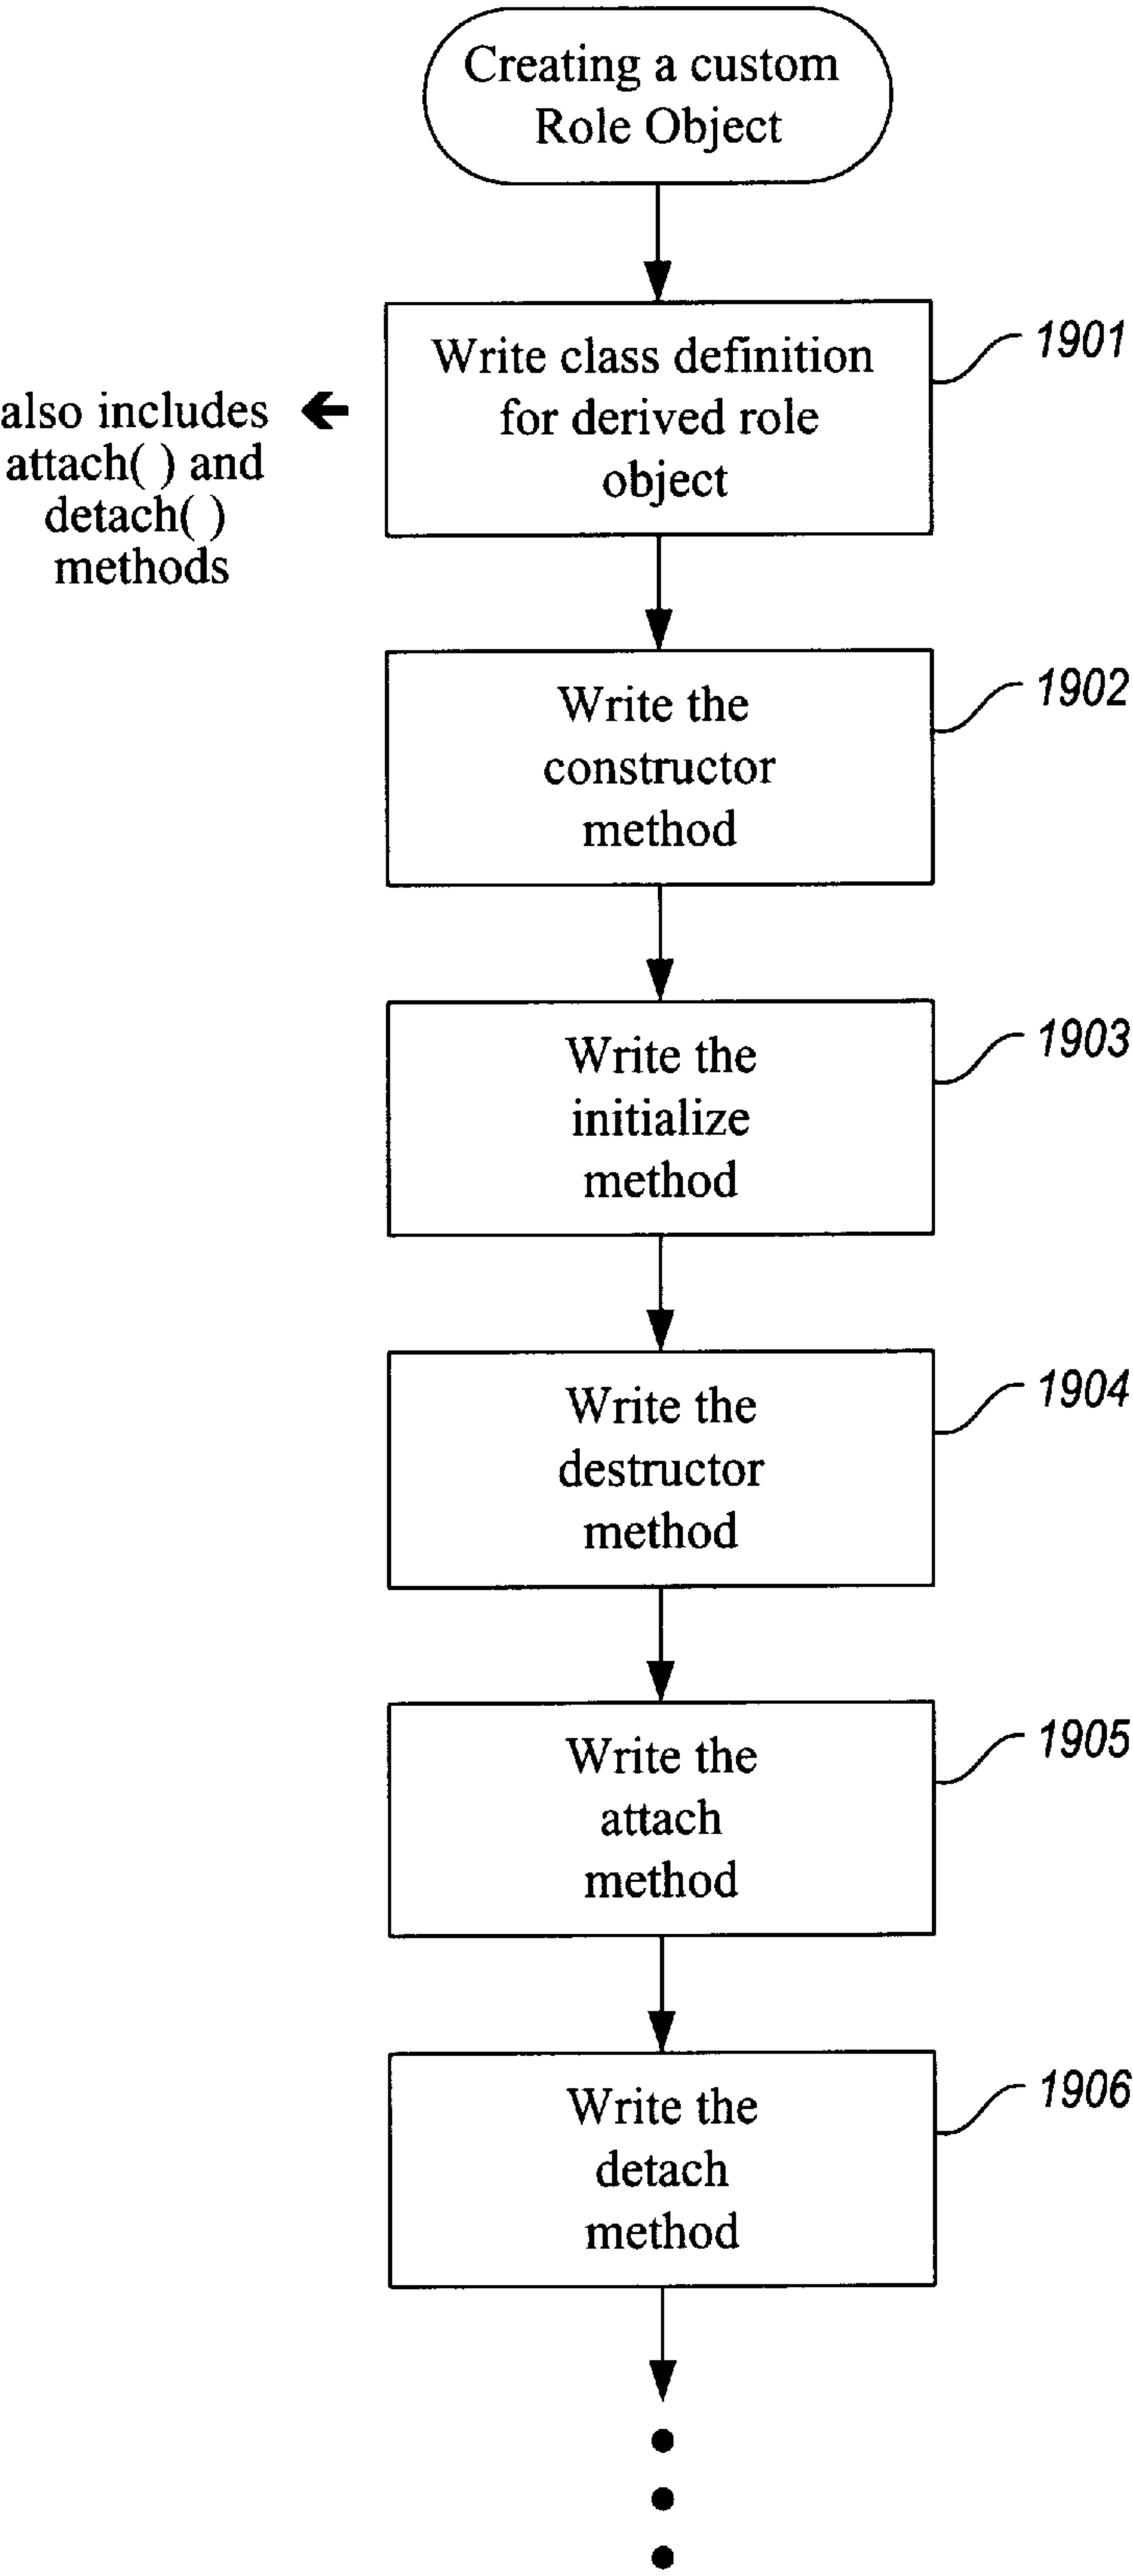 Creating a custom
Role Object
Write class definition
for derived role
object
1901
also includes
attach( ) and
detach( )
methods
Write the
constructor
method
1902
Write the
initialize
method
1903
Write the
destructor
method
1904
Write the
attach
method
1905
Write the
detach
method
1906